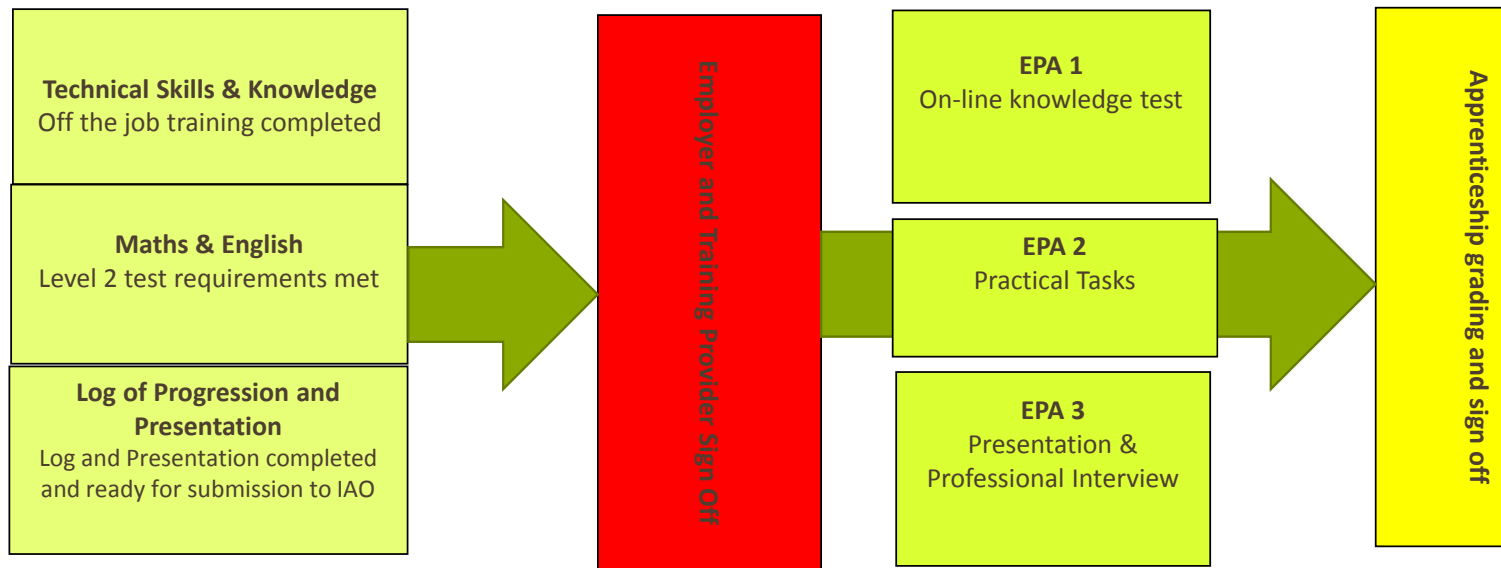 Technical Skills & Knowledge
Off the job training completed
Maths & English
Level 2 test requirements met
Log of Progression and
Presentation
Log and Presentation completed
and ready for submission to IAO
Employer and Training Provider Sign Off
EPA 1
On-line knowledge test
EPA 2
Practical Tasks
EPA 3
Presentation &
Professional Interview
Apprenticeship grading and sign off